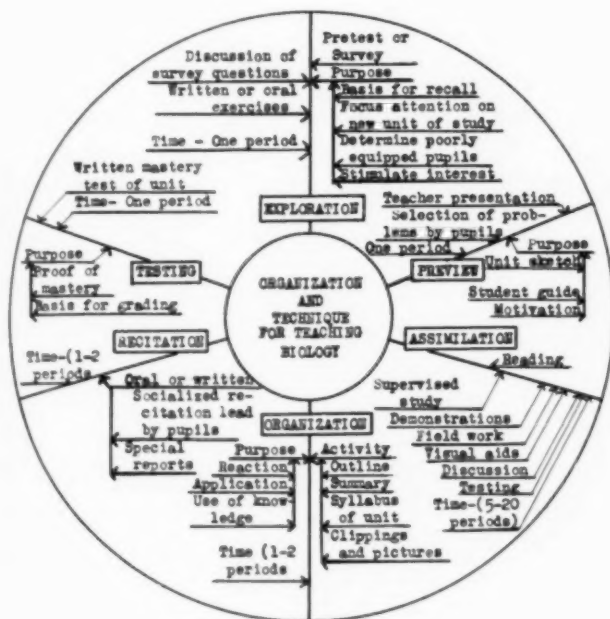 Pretest or
Survey
Discussion of
survey questions
Purpose
Basis for recall
Written or oral
exercises
Focus attention on
new unit of study
Time - One period
Determine poorly
equipped pupils
Stimulate interest
Written mastery
test of unit
Time- One period
EXPLORATION
Teacher presentation
Selection of prob-
lems by pupils
One period
Purpose
Proof of
mastery
Basis for grading
TESTING
ORGANIZATION
AND
TECHNIQUE
FOR TEACHING
BIOLOGY
PREVIEW
Purpose
Unit sketch
Student guide
Motivation
RECITATION
ASSIMILATION
Time-(1-2
periods
Oral or written
Socialized re-
citation lead
by pupils
Special
reports
Reading
Supervised
study
Demonstrations
Field work
Visual aids
Discussion
Testing
Time-(5-20
periods)
ORGANIZATION
Purpose
Reaction
Application
Use of know-
ledge
Activity
Outline
Summary
Syllabus
of unit
Clippings
and pictures
Time (1-2
periods